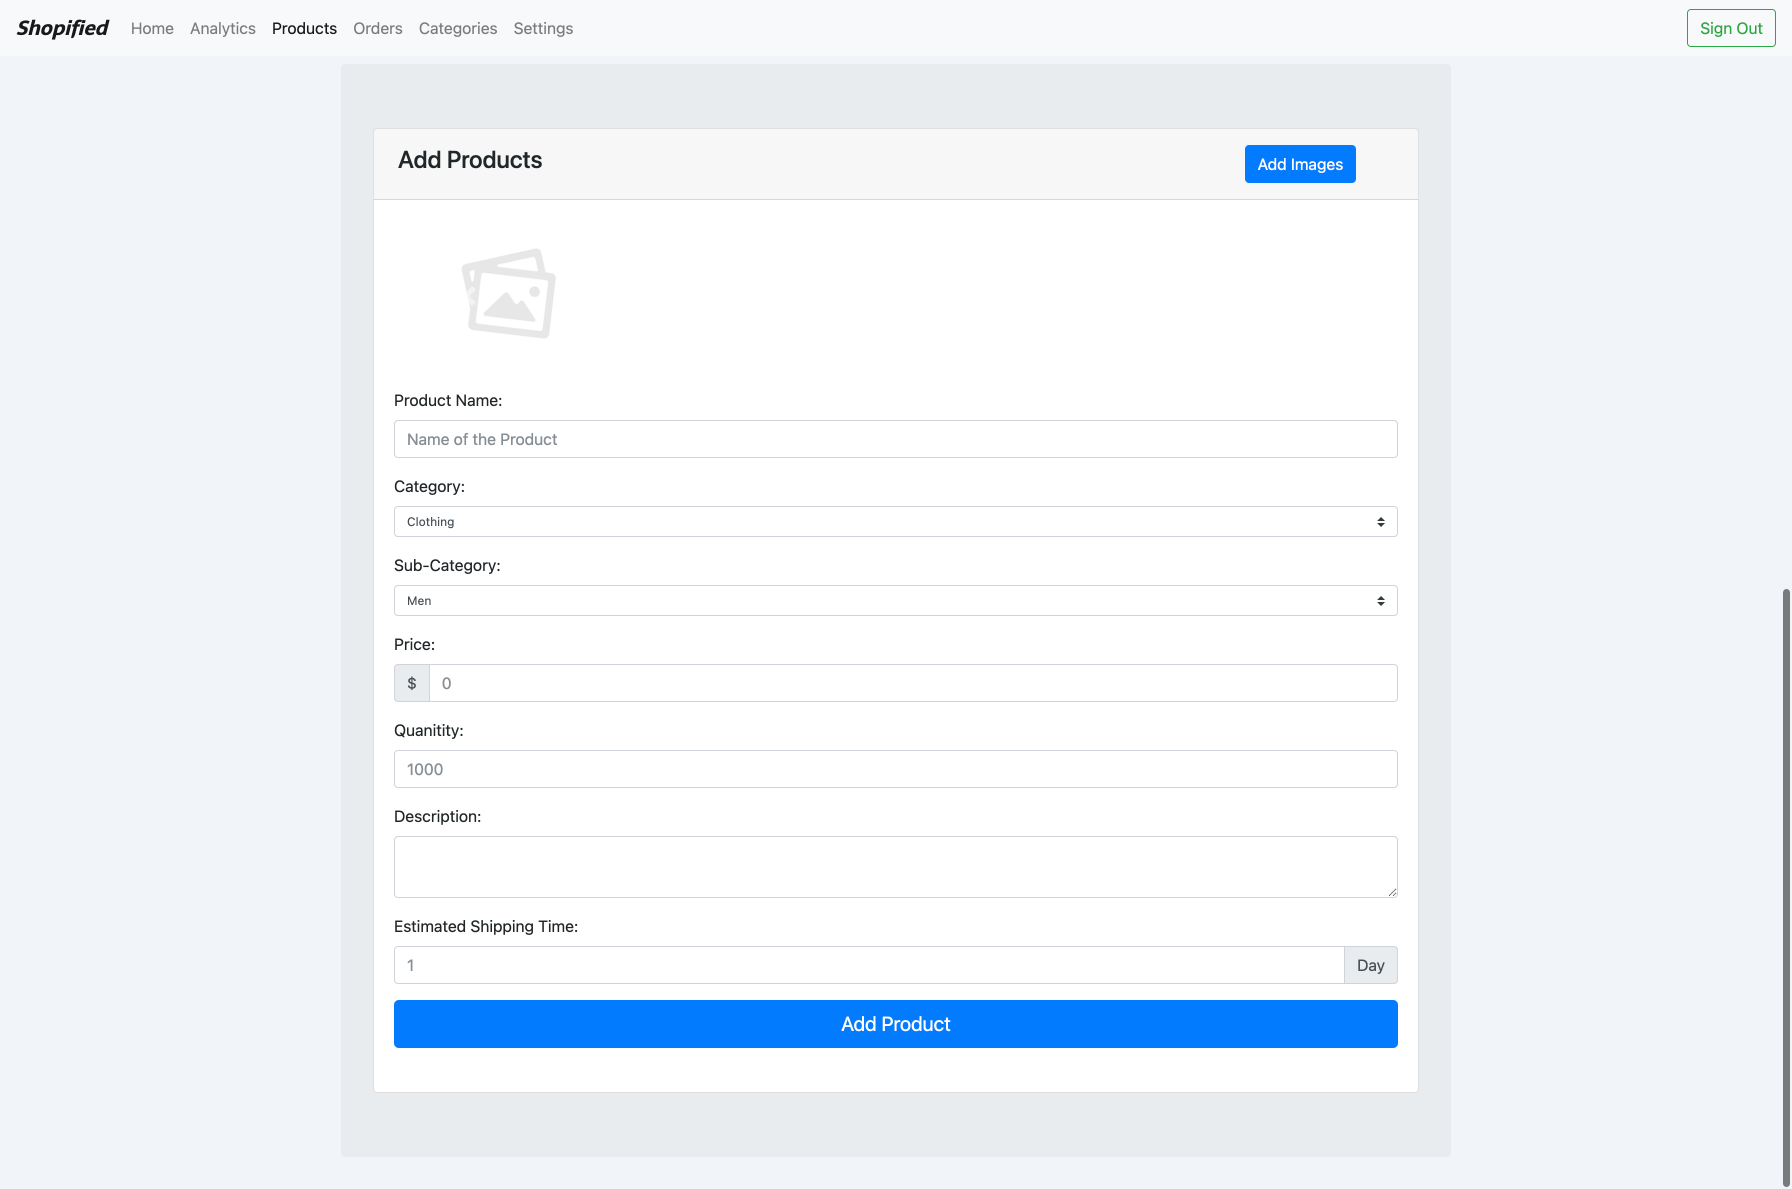 Shopified Home Analytics Products Orders Categories Settings Sign Out
Add Products Add Images
Product Name:
Name of the Product
Category:
Clothing
Sub-Category:
Men
Price:
$ 0
Quanitity:
1000
Description:
Estimated Shipping Time:
1 Day
Add Product